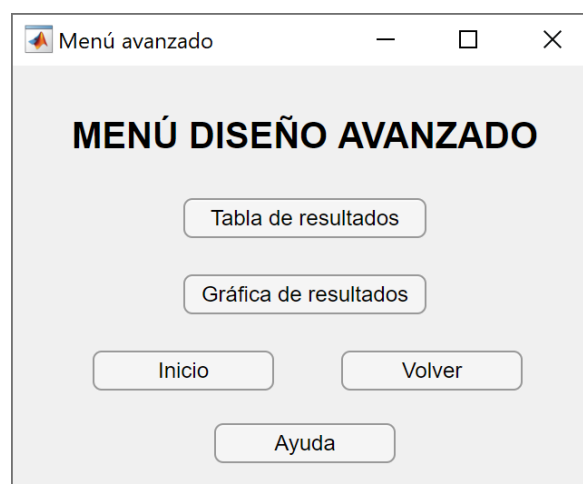 Menú avanzado
MENÚ DISEÑO AVANZADO
Tabla de resultados
Gráfica de resultados
Inicio
Volver
Ayuda